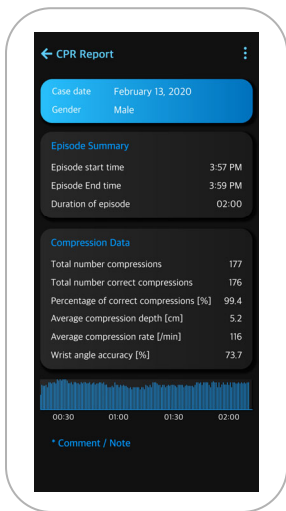 CPR Report
Case date February 13, 2020
Gender Male
Episode Summary
Episode start time 3:57 PM
Episode End time 3:59 PM
Duration of episode 02:00
Compression Data
Total number compressions 177
Total number correct compressions 176
Percentage of correct compressions [%] 99.4
Average compression depth [cm] 5.2
Average compression rate [/min] 116
Wrist angle accuracy [%] 73.7
00:30 01:00 01:30 02:00
* Comment / Note